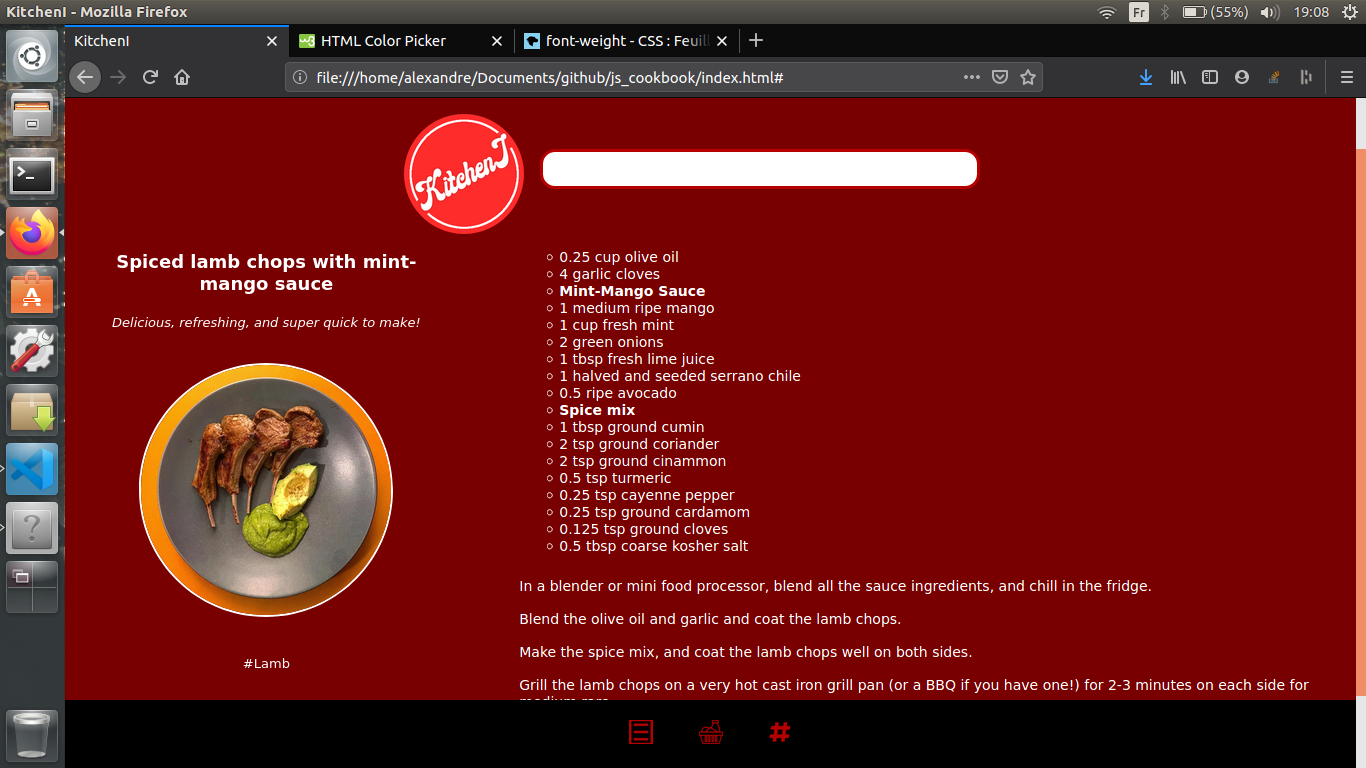 KitchenI - Mozilla Firefox
Fr
(55%)
19:08
KitchenI
HTML Color Picker
font-weight - CSS : Feuill
file:///home/alexandre/Documents/github/js_cookbook/index.html#
KitchenI
Spiced lamb chops with mint-
mango sauce
Delicious, refreshing, and super quick to make!
#Lamb
0.25 cup olive oil
4 garlic cloves
Mint-Mango Sauce
1 medium ripe mango
1 cup fresh mint
2 green onions
1 tbsp fresh lime juice
1 halved and seeded serrano chile
0.5 ripe avocado
Spice mix
1 tbsp ground cumin
2 tsp ground coriander
2 tsp ground cinammon
0.5 tsp turmeric
0.25 tsp cayenne pepper
0.25 tsp ground cardamom
0.125 tsp ground cloves
0.5 tbsp coarse kosher salt
In a blender or mini food processor, blend all the sauce ingredients, and chill in the fridge.
Blend the olive oil and garlic and coat the lamb chops.
Make the spice mix, and coat the lamb chops well on both sides.
Grill the lamb chops on a very hot cast iron grill pan (or a BBQ if you have one!) for 2-3 minutes on each side for
#